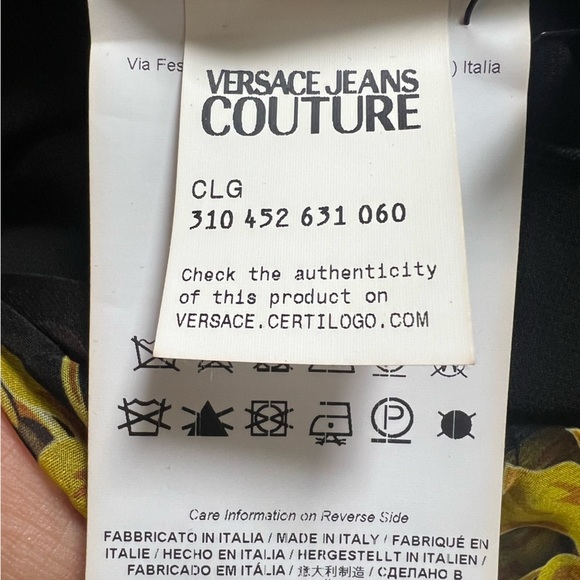 Via Fes ) Italia
VERSACE JEANS
COUTURE
CLG
310 452 631 060
Check the authenticity
of this product on
VERSACE.CERTILOGO.COM
P
Care Information on Reverse Side
FABBRICATO IN ITALIA / MADE IN ITALY / FABRIQUÉ EN
ITALIE / HECHO EN ITALIA / HERGESTELLT IN ITALIEN /
FABRICADO EM ITÁLIA / 意大利制造 / СДЕЛАНО В